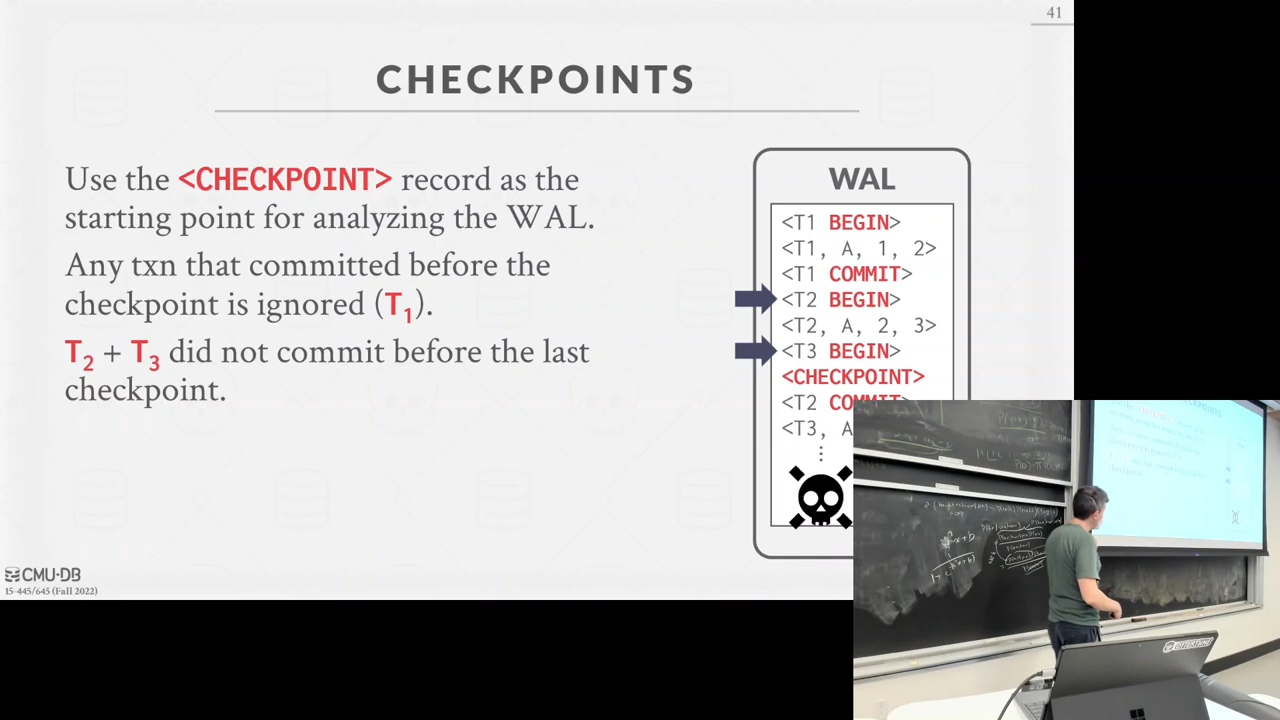 41
CHECKPOINTS
Use the <CHECKPOINT> record as the
starting point for analyzing the WAL.
Any txn that committed before the
checkpoint is ignored (T1).
T2 + T3 did not commit before the last
checkpoint.
WAL
<T1 BEGIN>
<T1, A, 1, 2>
<T1 COMMIT>
<T2 BEGIN>
<T2, A, 2, 3>
<T3 BEGIN>
<CHECKPOINT>
<T2 COMMIT>
<T3, A
⋮
CMU·DB
15-445/645 (Fall 2022)